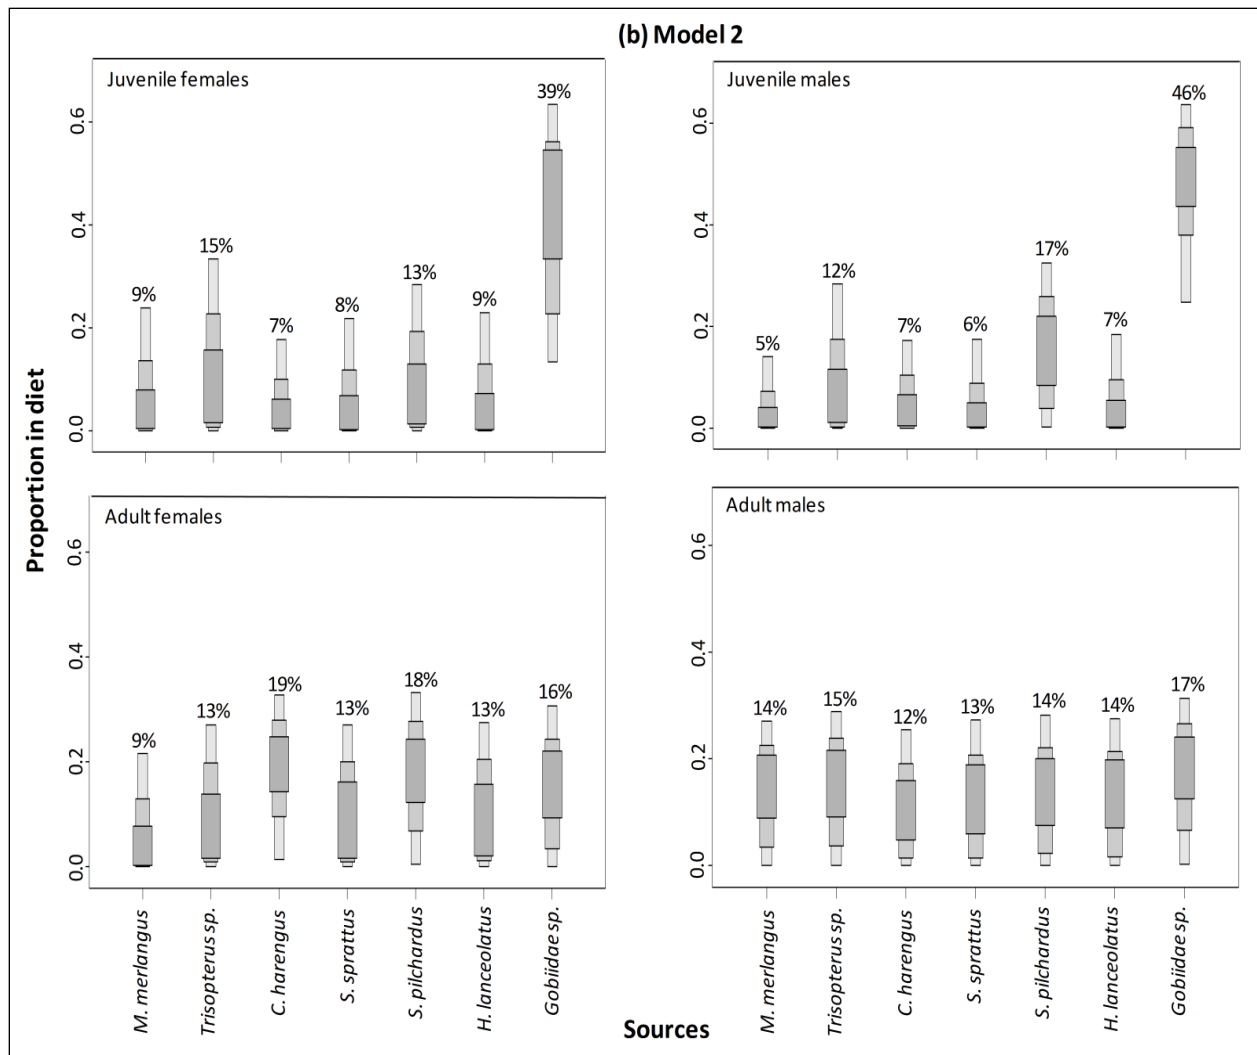 (b) Model 2
Juvenile females
39%
15%
13%
9%
9%
8%
7%
0.6
0.4
0.2
0.0
Juvenile males
46%
17%
12%
7%
7%
6%
5%
0.6
0.4
0.2
0.0
Proportion in diet
Adult females
19%
18%
16%
13%
13%
13%
9%
0.6
0.4
0.2
0.0
Adult males
14%
15%
12%
13%
14%
14%
17%
0.6
0.4
0.2
0.0
M. merlangus
Trisopterus sp.
C. harengus
S. sprattus
S. pilchardus
H. lanceolatus
Gobiidae sp.
M. merlangus
Trisopterus sp.
C. harengus
S. sprattus
S. pilchardus
H. lanceolatus
Gobiidae sp.
Sources